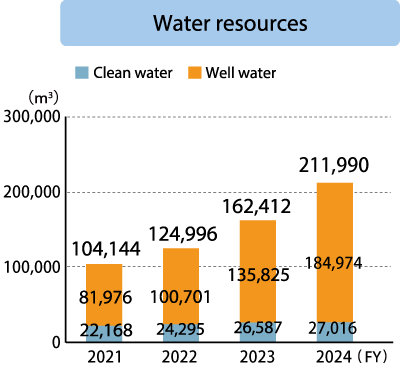 Water resources
Clean water Well water
(m³)
300,000
211,990
200,000
162,412
124,996
104,144
184,974
135,825
100,000
81,976 100,701
22,168 24,295 26,587 27,016
0
2021 2022 2023 2024 (FY)